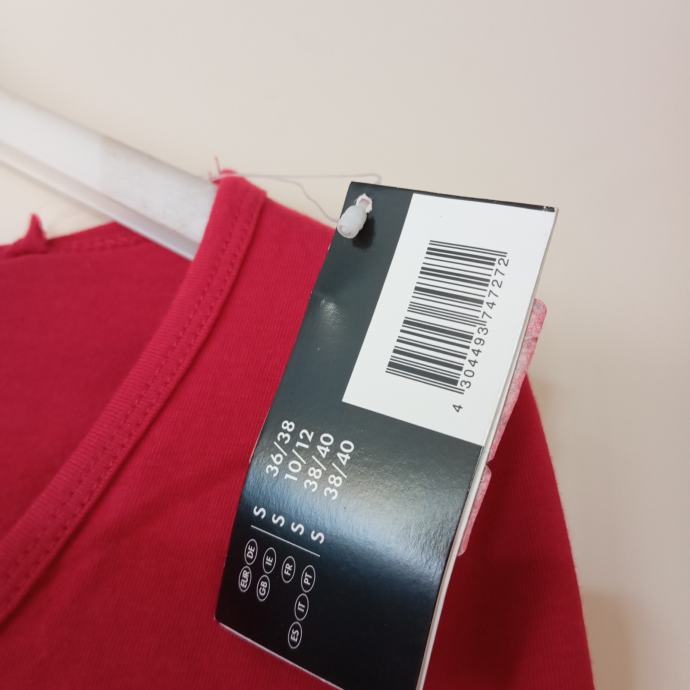 4 304493 747272
EUR DE S 36/38
GB IE S 10/12
FR S 38/40
ES IT PT S 38/40